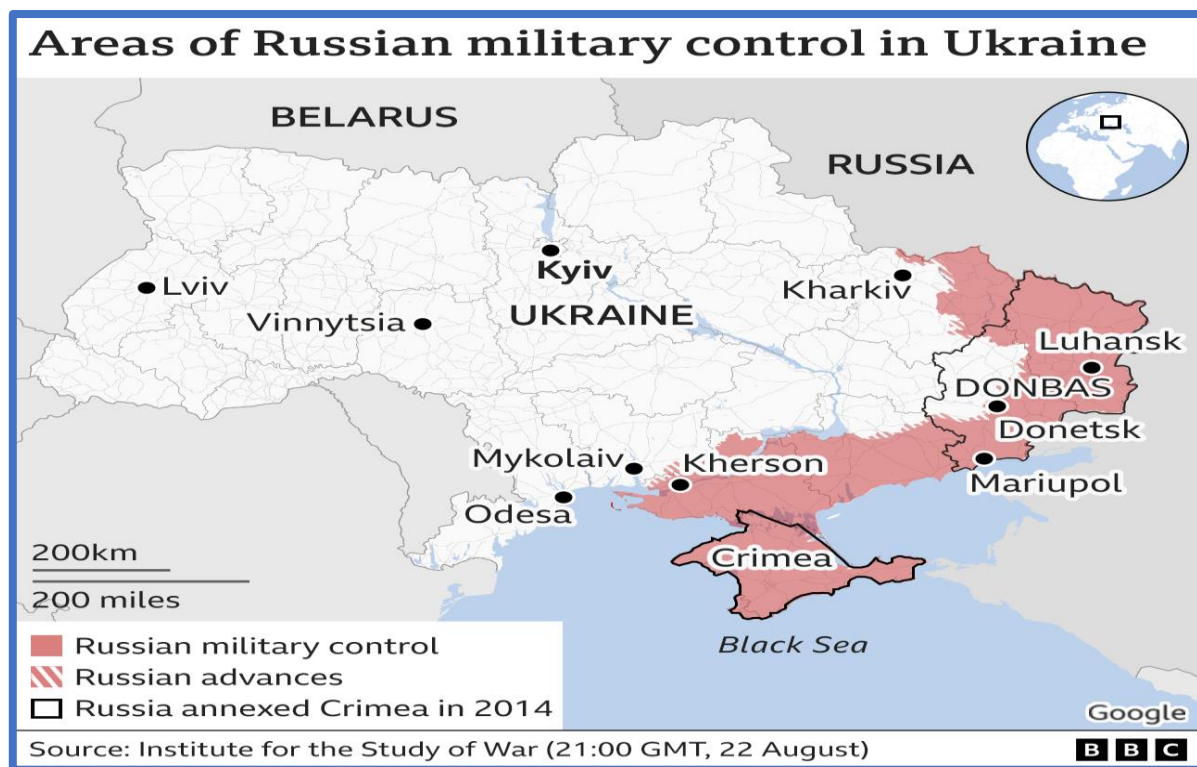 Areas of Russian military control in Ukraine
BELARUS
RUSSIA
Kyiv
Lviv
Kharkiv
UKRAINE
Vinnytsia
Luhansk
DONBAS
Donetsk
Mykolaiv
Kherson
Mariupol
Odesa
200km
Crimea
200 miles
Russian military control
Black Sea
Russian advances
Russia annexed Crimea in 2014
Google
Source: Institute for the Study of War (21:00 GMT, 22 August)
BBC